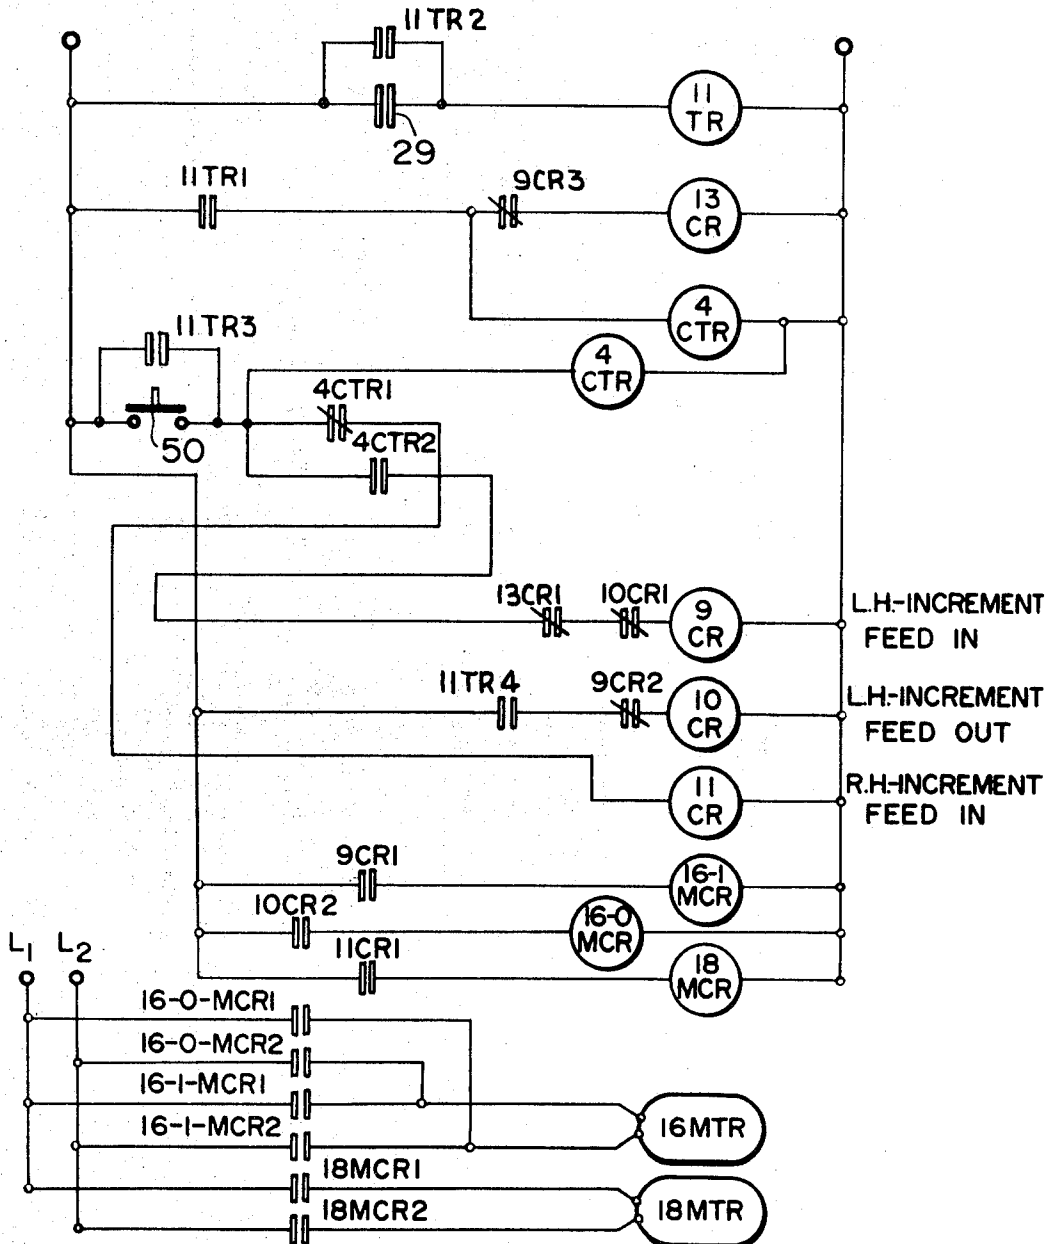 11TR2
11
TR
29
11TR1
9CR3
13
CR
4
CTR
11TR3
4
CTR
4CTR1
50
4CTR2
13CR1
10CR1
9
CR
L.H.-INCREMENT
FEED IN
11TR4
9CR2
10
CR
L.H.-INCREMENT
FEED OUT
11
CR
R.H.-INCREMENT
FEED IN
9CR1
16-1
MCR
10CR2
16-0
MCR
L1 L2
11CR1
18
MCR
16-0-MCR1
16-0-MCR2
16-1-MCR1
16-1-MCR2
16MTR
18MCR1
18MCR2
18MTR